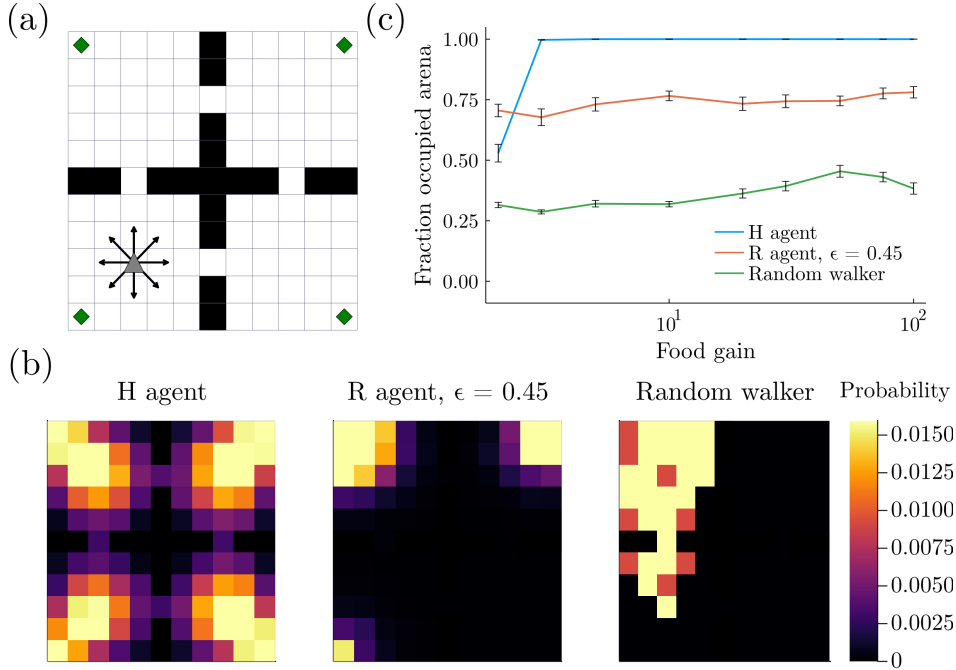 (a)
(c)
Fraction occupied arena
1.00
0.75
0.50
0.25
0.00
H agent
R agent, ϵ = 0.45
Random walker
10¹
10²
Food gain
(b)
H agent
R agent, ϵ = 0.45
Random walker
Probability
0.0150
0.0125
0.0100
0.0075
0.0050
0.0025
0